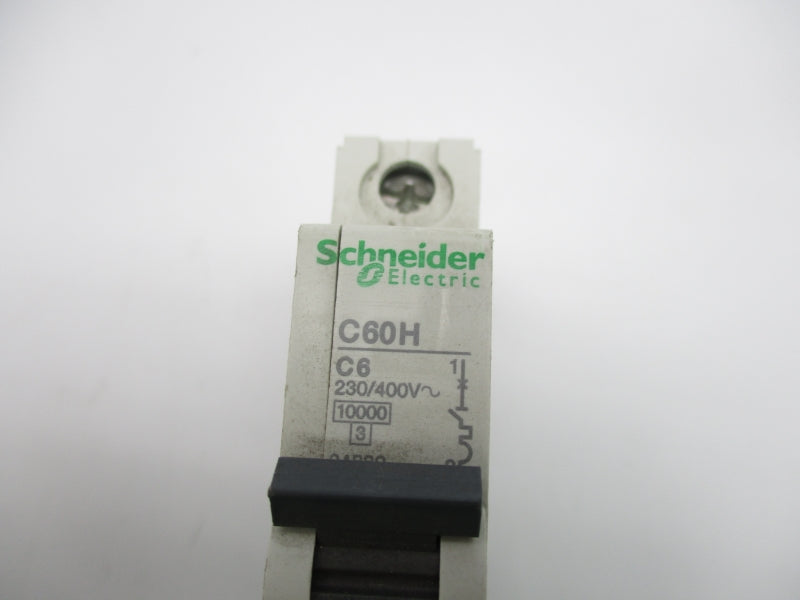 Schneider
Electric
C60H
C6
1
230/400V~
10000
3